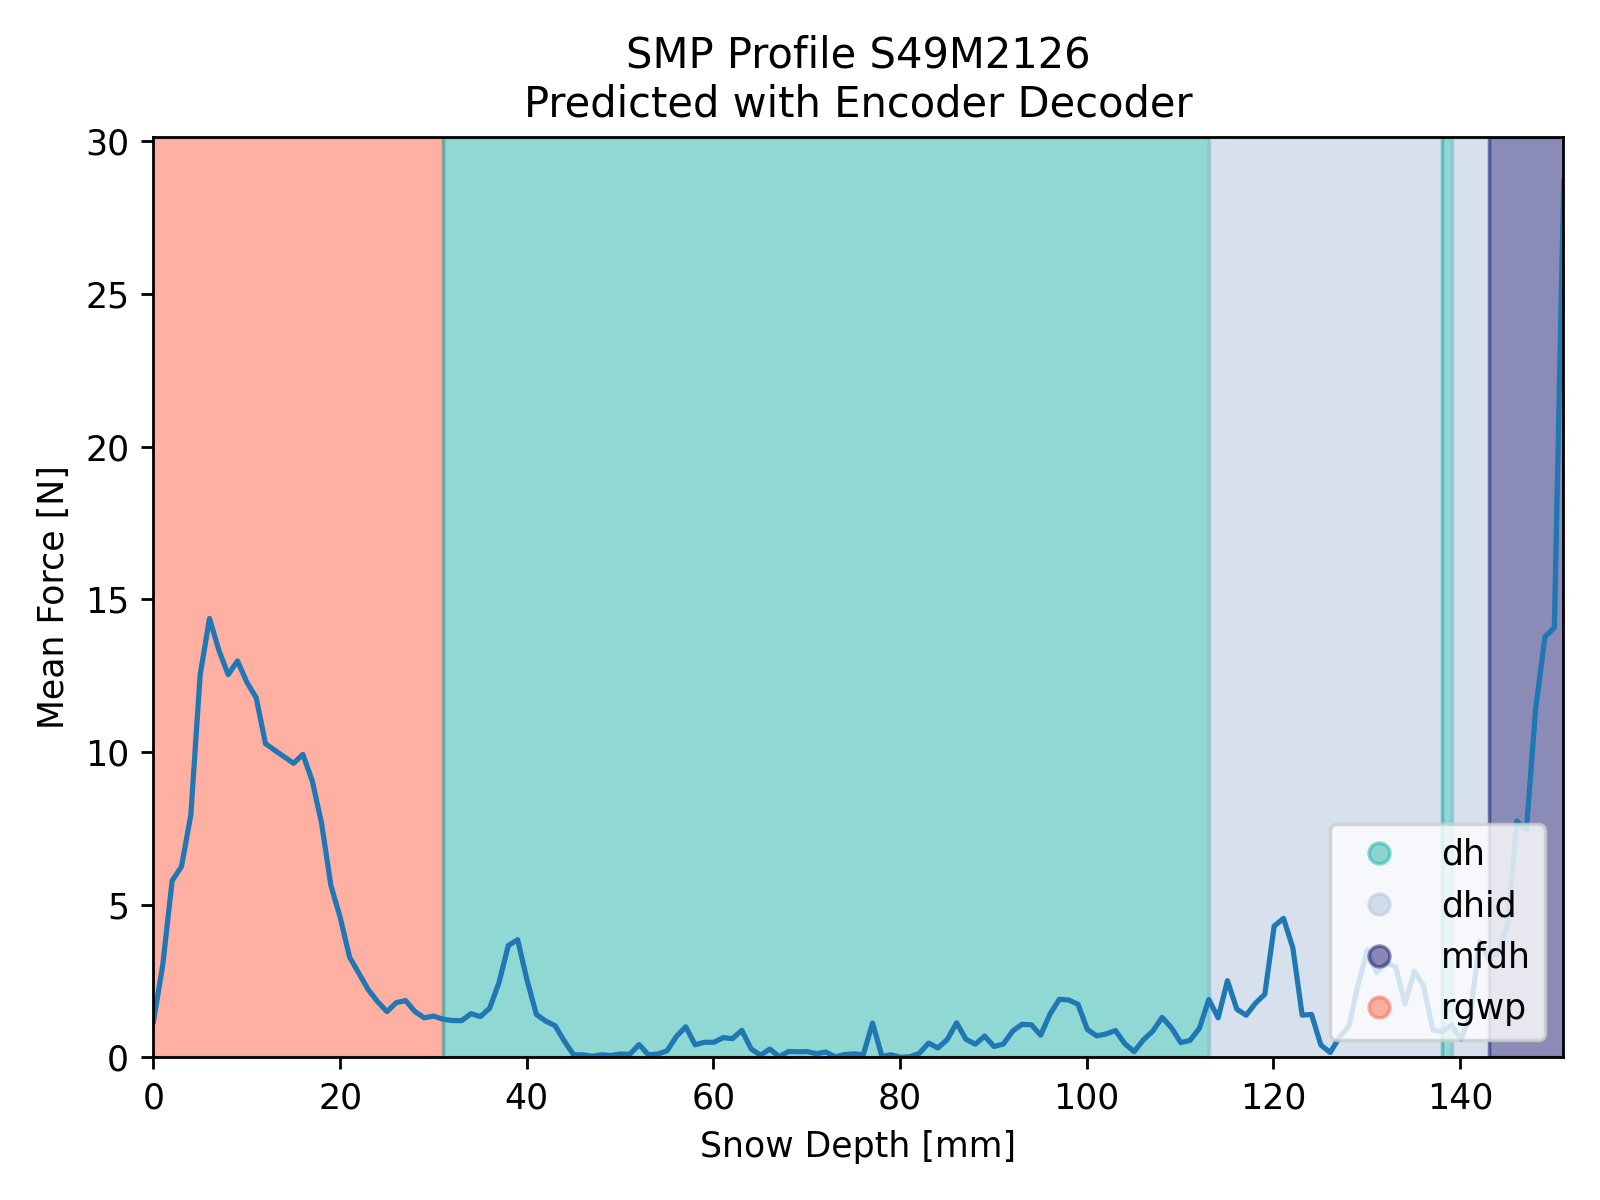 SMP Profile S49M2126
Predicted with Encoder Decoder
30
25
20
15
10
5
0
Mean Force [N]
dh
dhid
mfdh
rgwp
0 20 40 60 80 100 120 140
Snow Depth [mm]